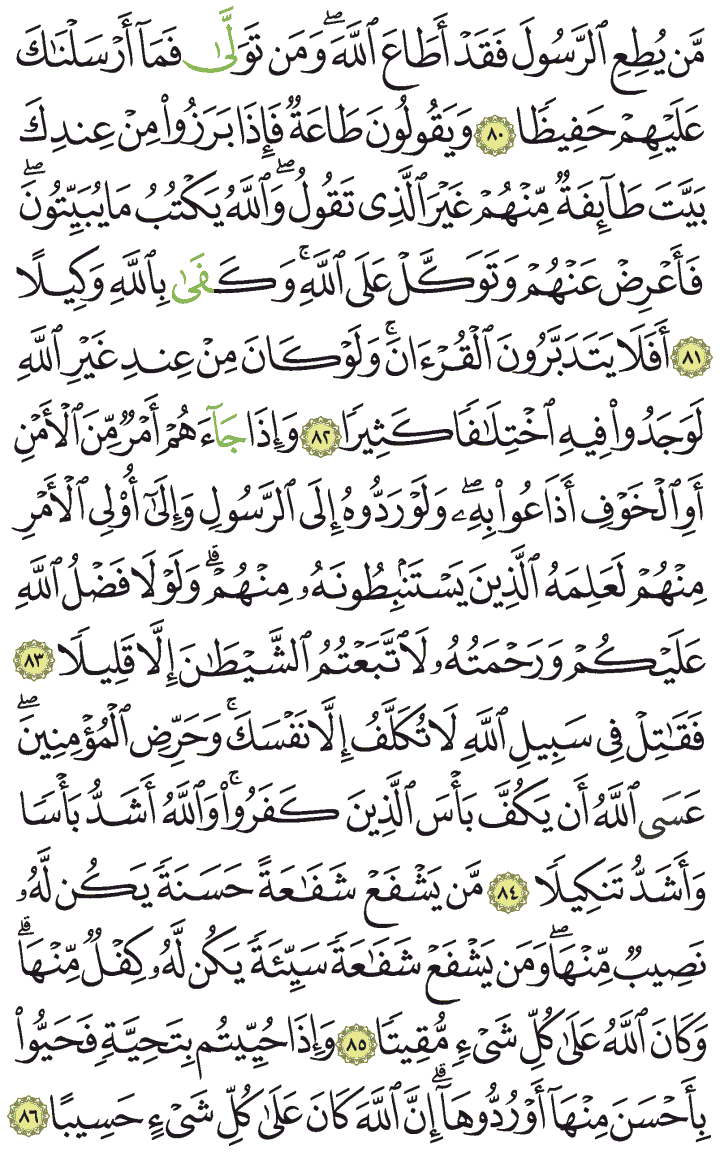 مَّن يُطِعِ ٱلرَّسُولَ فَقَدْ أَطَاعَ ٱللَّهَۖ وَمَن تَوَلَّىٰ فَمَآ أَرْسَلْنَٰكَ
عَلَيْهِمْ حَفِيظٗا ٨٠ وَيَقُولُونَ طَاعَةٞ فَإِذَا بَرَزُواْ مِنْ عِندِكَ
بَيَّتَ طَآئِفَةٞ مِّنْهُمْ غَيْرَ ٱلَّذِي تَقُولُۖ وَٱللَّهُ يَكْتُبُ مَا يُبَيِّتُونَۖ
فَأَعْرِضْ عَنْهُمْ وَتَوَكَّلْ عَلَى ٱللَّهِۚ وَكَفَىٰ بِٱللَّهِ وَكِيلًا
٨١ أَفَلَا يَتَدَبَّرُونَ ٱلْقُرْءَانَۚ وَلَوْ كَانَ مِنْ عِندِ غَيْرِ ٱللَّهِ
لَوَجَدُواْ فِيهِ ٱخْتِلَٰفٗا كَثِيرٗا ٨٢ وَإِذَا جَآءَهُمْ أَمْرٞ مِّنَ ٱلْأَمْنِ
أَوِ ٱلْخَوْفِ أَذَاعُواْ بِهِۦۖ وَلَوْ رَدُّوهُ إِلَى ٱلرَّسُولِ وَإِلَىٰٓ أُوْلِي ٱلْأَمْرِ
مِنْهُمْ لَعَلِمَهُ ٱلَّذِينَ يَسْتَنۢبِطُونَهُۥ مِنْهُمْۗ وَلَوْلَا فَضْلُ ٱللَّهِ
عَلَيْكُمْ وَرَحْمَتُهُۥ لَٱتَّبَعْتُمُ ٱلشَّيْطَٰنَ إِلَّا قَلِيلٗا ٨٣
فَقَٰتِلْ فِي سَبِيلِ ٱللَّهِ لَا تُكَلَّفُ إِلَّا نَفْسَكَۚ وَحَرِّضِ ٱلْمُؤْمِنِينَۖ
عَسَى ٱللَّهُ أَن يَكُفَّ بَأْسَ ٱلَّذِينَ كَفَرُواْۚ وَٱللَّهُ أَشَدُّ بَأْسٗا
وَأَشَدُّ تَنكِيلٗا ٨٤ مَّن يَشْفَعْ شَفَٰعَةً حَسَنَةٗ يَكُن لَّهُۥ
نَصِيبٞ مِّنْهَاۖ وَمَن يَشْفَعْ شَفَٰعَةٗ سَيِّئَةٗ يَكُن لَّهُۥ كِفْلٞ مِّنْهَاۗ
وَكَانَ ٱللَّهُ عَلَىٰ كُلِّ شَيْءٖ مُّقِيتٗا ٨٥ وَإِذَا حُيِّيتُم بِتَحِيَّةٖ فَحَيُّواْ
بِأَحْسَنَ مِنْهَآ أَوْ رُدُّوهَآۗ إِنَّ ٱللَّهَ كَانَ عَلَىٰ كُلِّ شَيْءٍ حَسِيبًا ٨٦